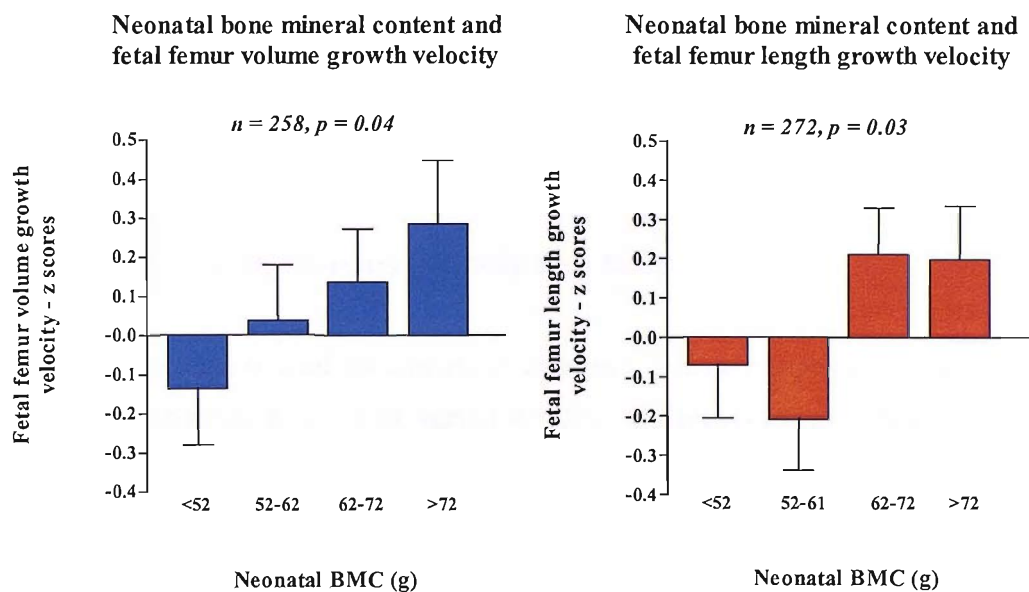 Neonatal bone mineral content and
fetal femur volume growth velocity
n = 258, p = 0.04
Fetal femur volume growth
velocity - z scores
0.5
0.4
0.3
0.2
0.1
-0.0
-0.1
-0.2
-0.3
-0.4
<52 52-62 62-72 >72
Neonatal BMC (g)
Neonatal bone mineral content and
fetal femur length growth velocity
n = 272, p = 0.03
Fetal femur length growth
velocity - z scores
0.5
0.4
0.3
0.2
0.1
-0.0
-0.1
-0.2
-0.3
-0.4
<52 52-61 62-72 >72
Neonatal BMC (g)